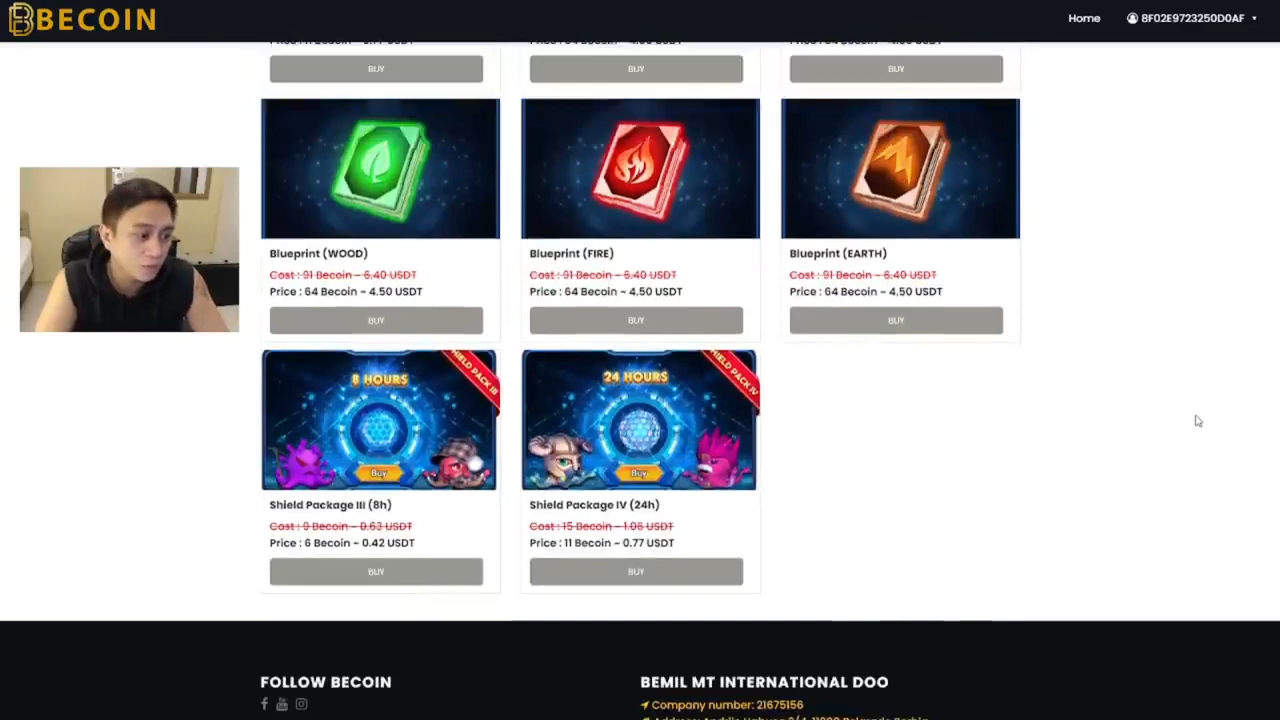 BECOIN
Home
8F02E9723250D0AF
BUY
BUY
BUY
Blueprint (WOOD)
Cost : 91 Becoin ~ 6.40 USDT
Price : 64 Becoin ~ 4.50 USDT
BUY
Blueprint (FIRE)
Cost : 91 Becoin ~ 6.40 USDT
Price : 64 Becoin ~ 4.50 USDT
BUY
Blueprint (EARTH)
Cost : 91 Becoin ~ 6.40 USDT
Price : 64 Becoin ~ 4.50 USDT
BUY
8 HOURS
SHIELD PACK III
Buy
Shield Package III (8h)
Cost : 9 Becoin ~ 0.63 USDT
Price : 6 Becoin ~ 0.42 USDT
BUY
24 HOURS
SHIELD PACK IV
Buy
Shield Package IV (24h)
Cost : 15 Becoin ~ 1.06 USDT
Price : 11 Becoin ~ 0.77 USDT
BUY
FOLLOW BECOIN
BEMIL MT INTERNATIONAL DOO
Company number: 21675156